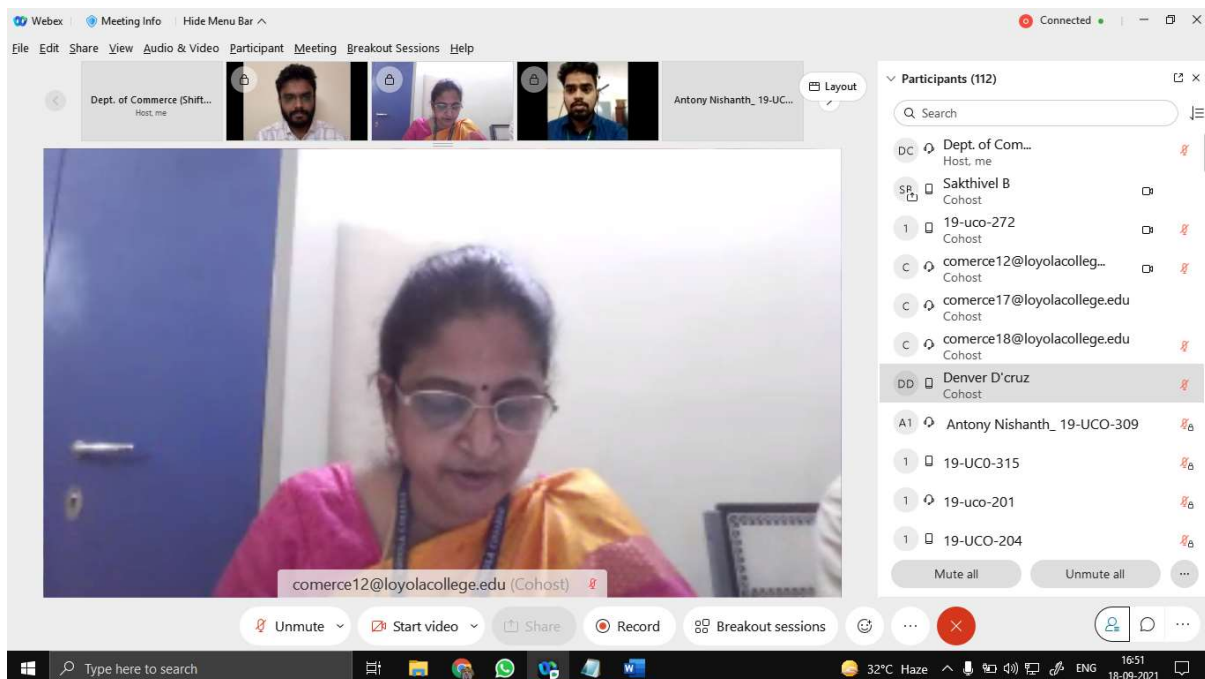 Webex
Meeting Info
Hide Menu Bar
Connected
File Edit Share View Audio & Video Participant Meeting Breakout Sessions Help
Dept. of Commerce (Shift...
Host, me
Antony Nishanth_ 19-UC...
Layout
Participants (112)
Search
DC Dept. of Com...
Host, me
SB Sakthivel B
Cohost
1 19-uco-272
Cohost
C comerce12@loyolacolleg...
Cohost
C comerce17@loyolacollege.edu
Cohost
C comerce18@loyolacollege.edu
Cohost
DD Denver D'cruz
Cohost
A1 Antony Nishanth_ 19-UCO-309
1 19-UC0-315
1 19-uco-201
1 19-UCO-204
Mute all Unmute all
comerce12@loyolacollege.edu (Cohost)
Unmute Start video Share Record Breakout sessions
Type here to search
32°C Haze
ENG
16:51
18-09-2021